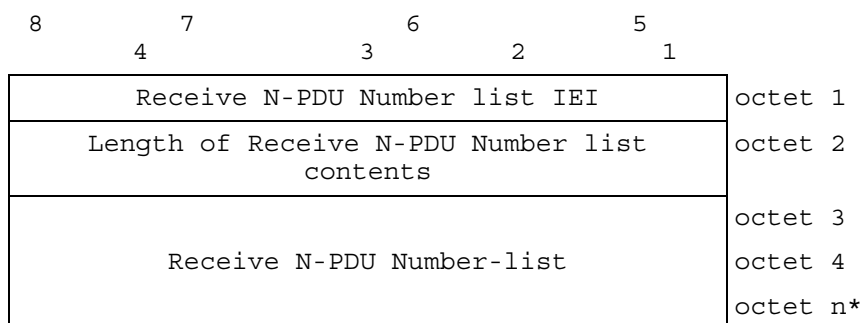 8 7 6 5
4 3 2 1
Receive N-PDU Number list IEI octet 1
Length of Receive N-PDU Number list octet 2
contents
octet 3
Receive N-PDU Number-list octet 4
octet n*